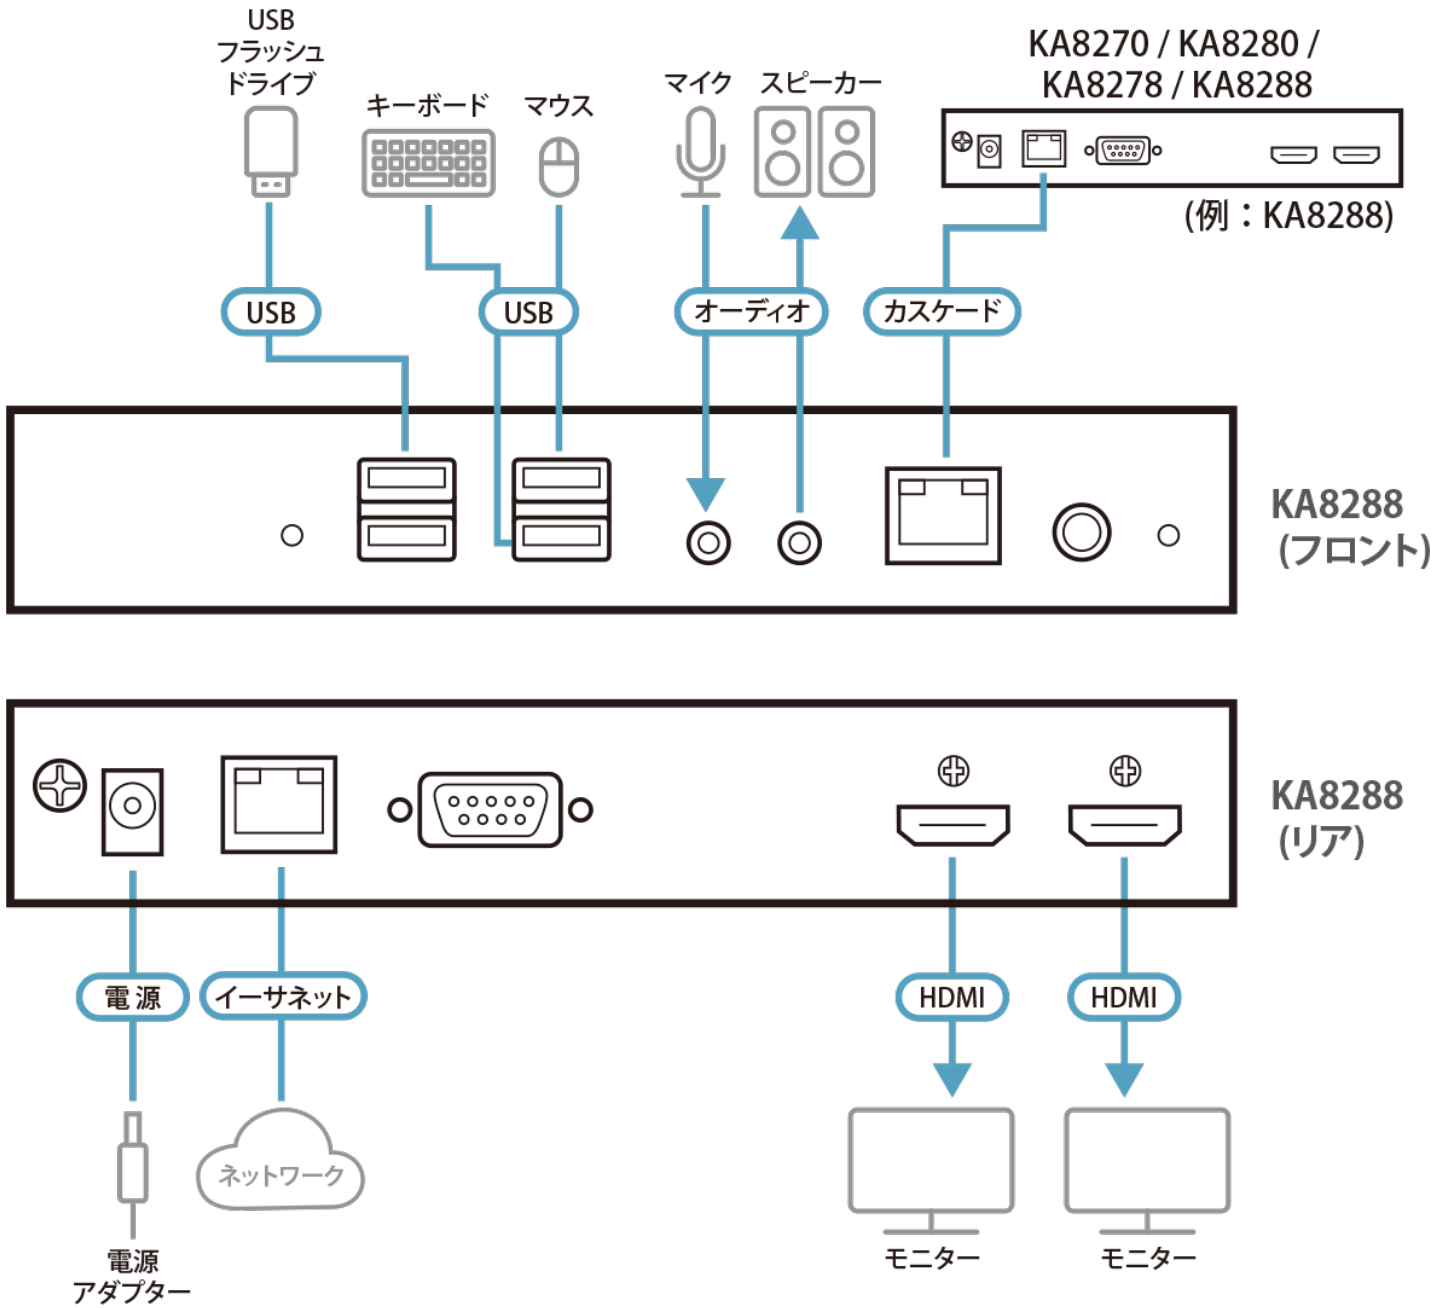 USB
フラッシュ
ドライブ
キーボード
マウス
マイク
スピーカー
KA8270 / KA8280 /
KA8278 / KA8288
(例：KA8288)
USB
USB
オーディオ
カスケード
KA8288
(フロント)
KA8288
(リア)
電源
イーサネット
HDMI
HDMI
ネットワーク
電源
アダプター
モニター
モニター